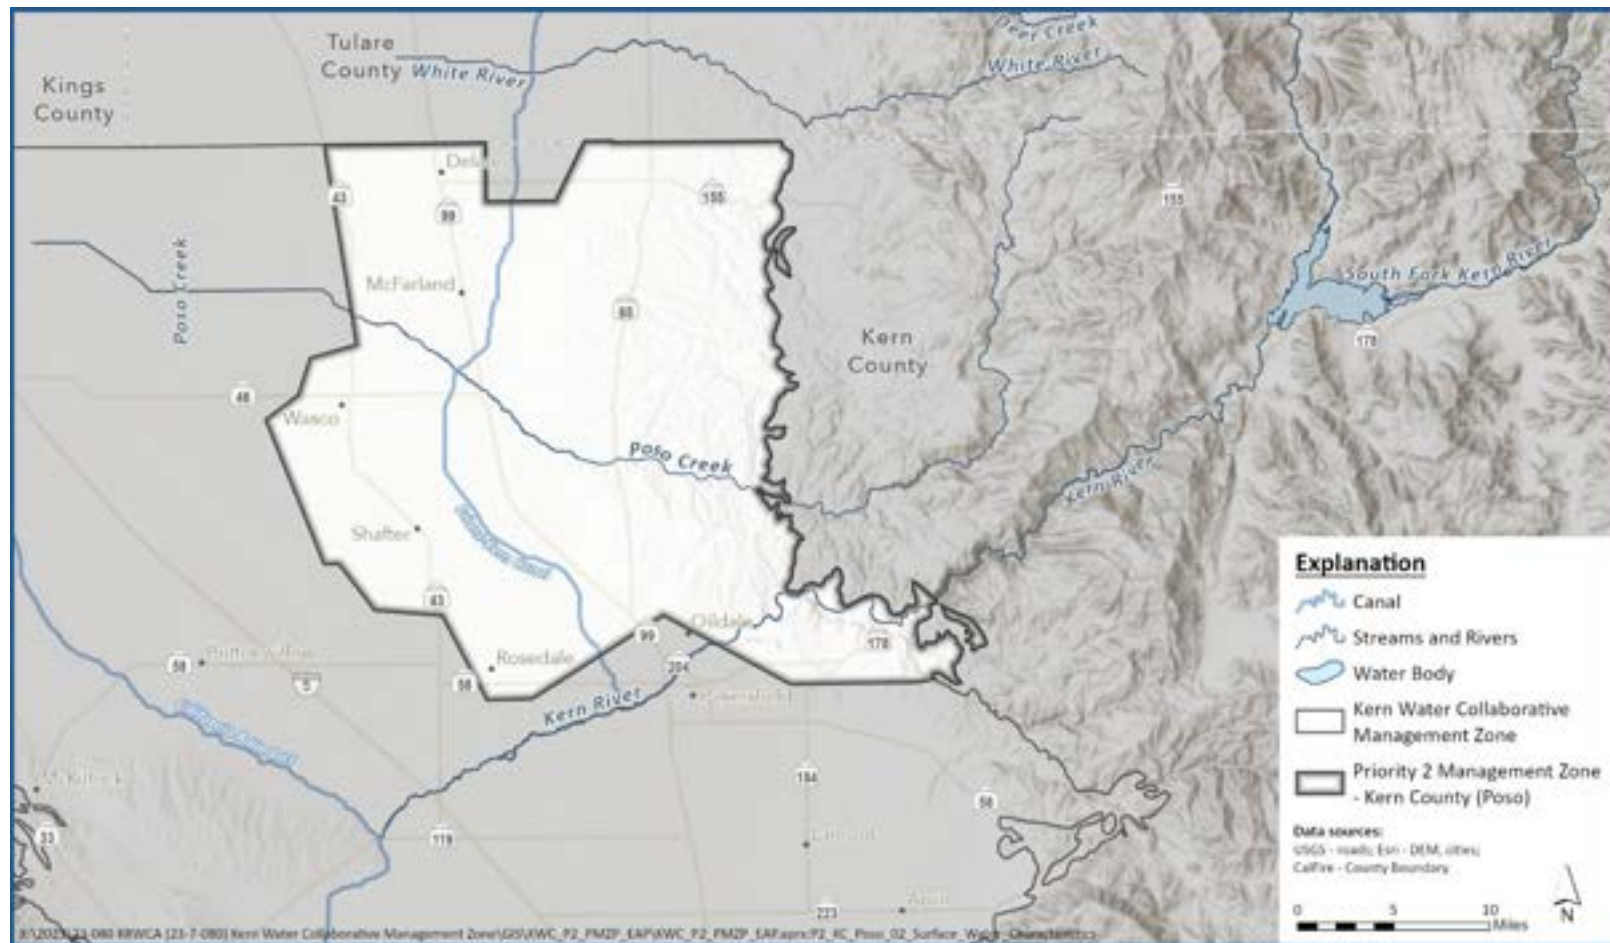 Deer Creek
Tulare
County
White River
White River
Kings
County
43
99
155
155
Poso Creek
McFarland
65
South Fork Kern River
178
Kern
County
46
Wasco
Poso Creek
Kern River
Shafter
43
Oildale
99
178
204
Rosedale
58
58
5
Kern River
184
58
119
33
Lamont
223
Explanation
Canal
Streams and Rivers
Water Body
Kern Water Collaborative
Management Zone
Priority 2 Management Zone
- Kern County (Poso)
Data sources:
USGS - roads; Esri - DEM, cities;
CalFire - County Boundary
0 5 10
Miles
N